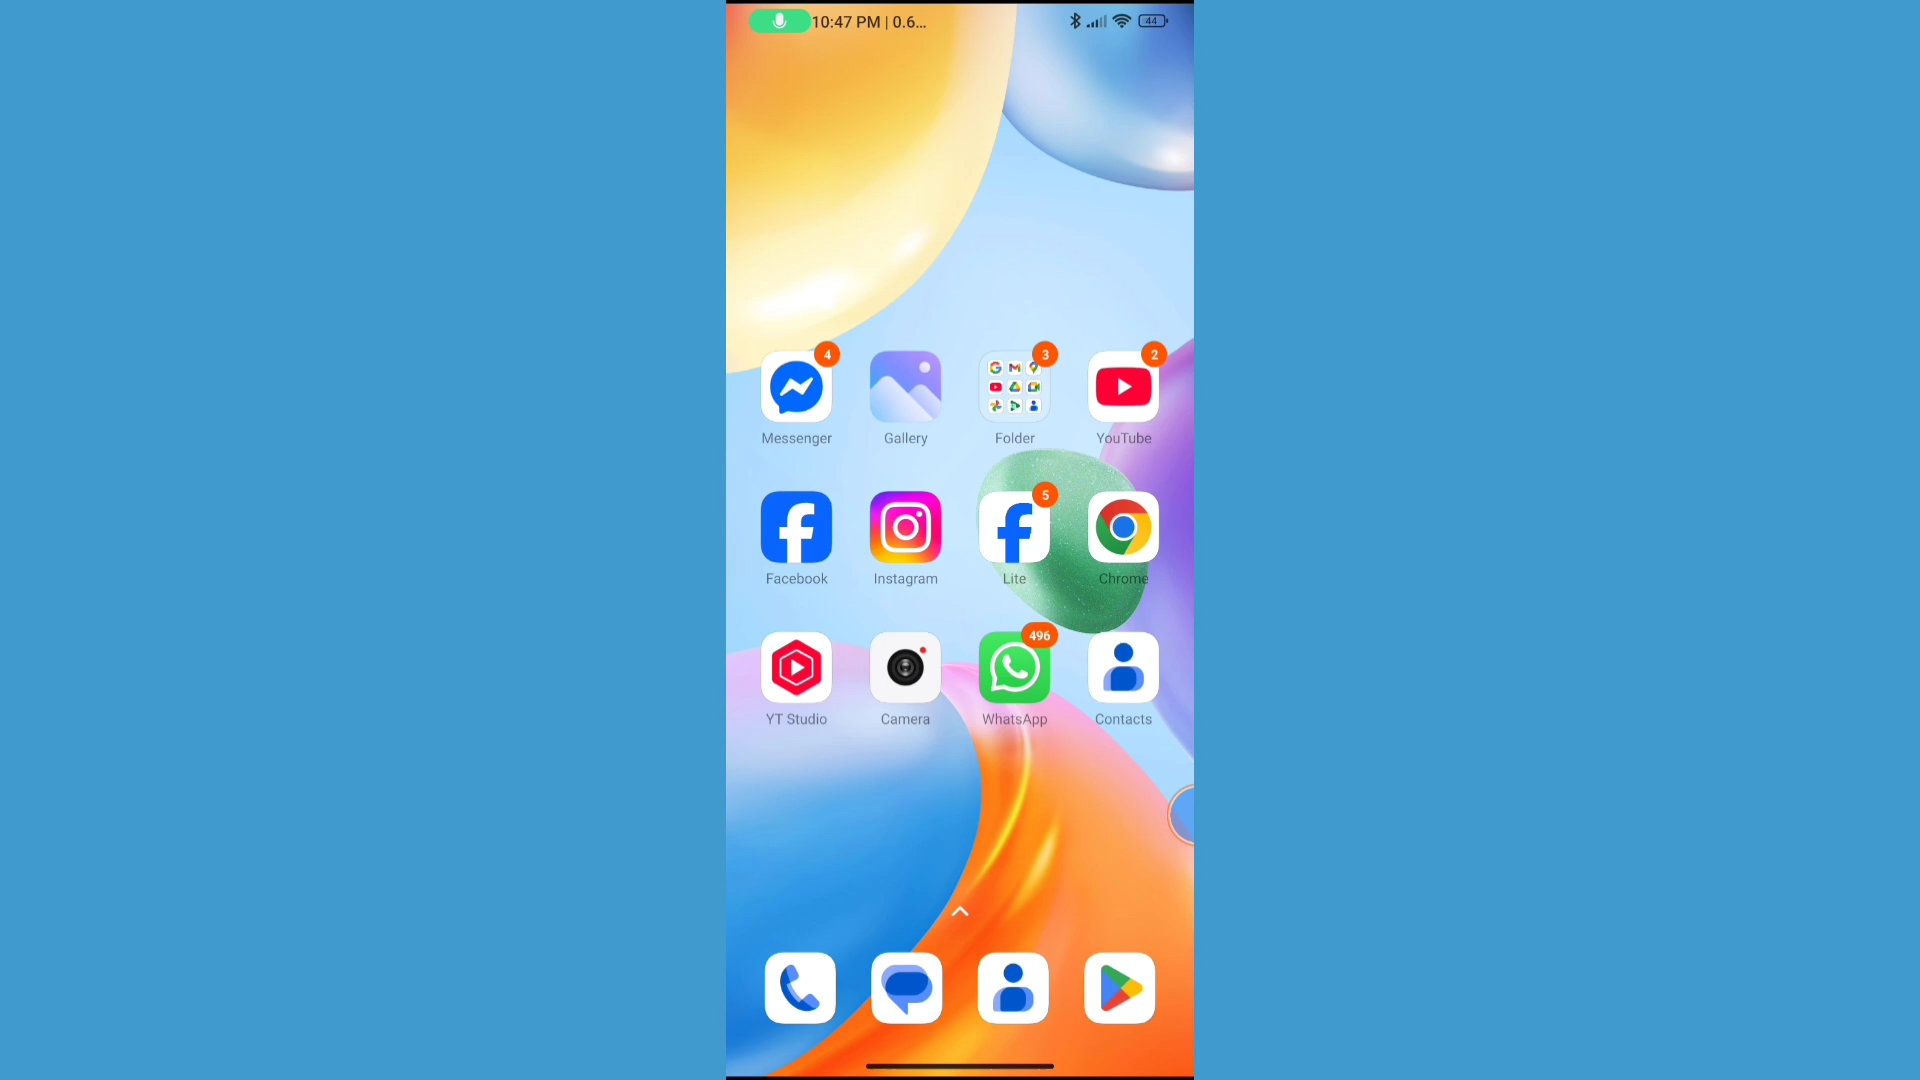 10:47 PM | 0.6...
44
4
3
2
Messenger
Gallery
Folder
YouTube
5
Facebook
Instagram
Lite
Chrome
496
YT Studio
Camera
WhatsApp
Contacts